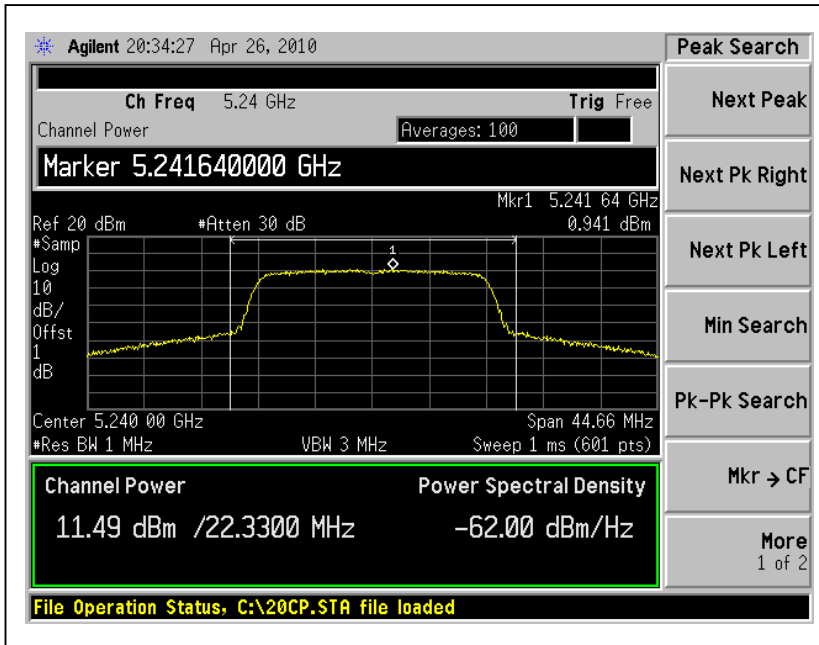 Agilent 20:34:27 Apr 26, 2010
Peak Search
Ch Freq 5.24 GHz Trig Free
Channel Power Averages: 100
Marker 5.241640000 GHz
Mkr1 5.241 64 GHz
Ref 20 dBm #Atten 30 dB 0.941 dBm
#Samp
Log
10
dB/
Offst
1
dB
1
Center 5.240 00 GHz Span 44.66 MHz
#Res BW 1 MHz VBW 3 MHz Sweep 1 ms (601 pts)
Channel Power Power Spectral Density
11.49 dBm /22.3300 MHz -62.00 dBm/Hz
File Operation Status, C:\20CP.STA file loaded
Next Peak
Next Pk Right
Next Pk Left
Min Search
Pk-Pk Search
Mkr → CF
More
1 of 2